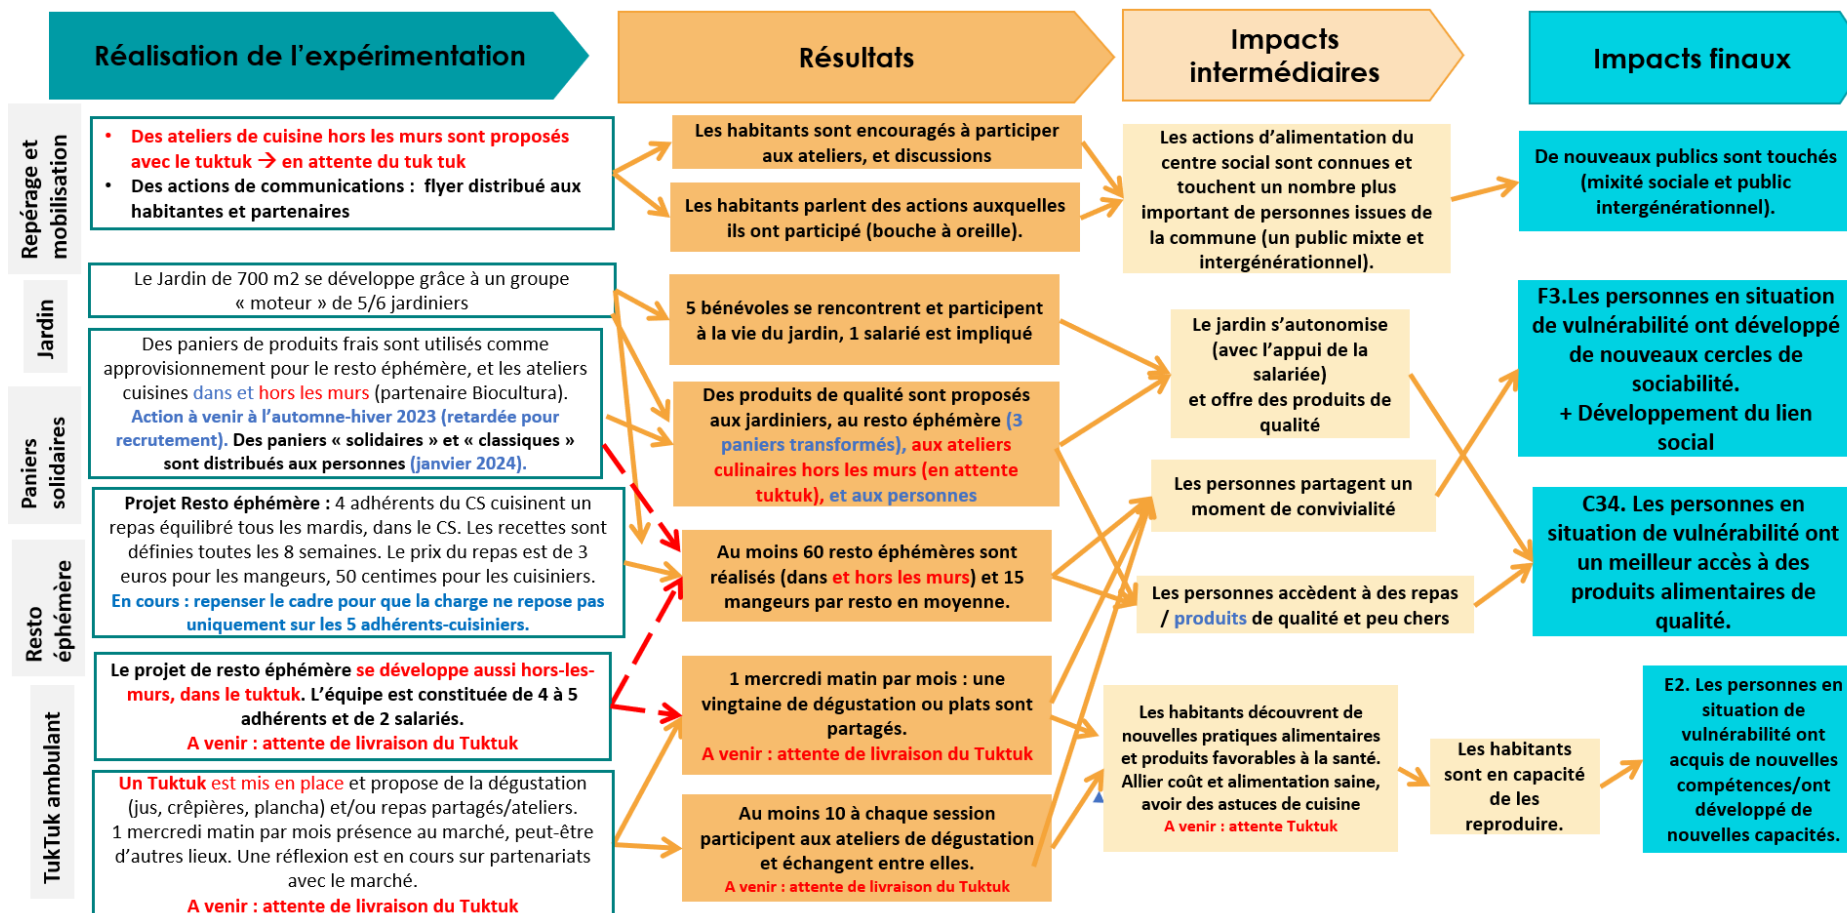 Réalisation de l’expérimentation
Résultats
Impacts
intermédiaires
Impacts finaux
Repérage et
mobilisation
• Des ateliers de cuisine hors les murs sont proposés
avec le tuktuk → en attente du tuk tuk
• Des actions de communications : flyer distribué aux
habitantes et partenaires
Les habitants sont encouragés à participer
aux ateliers, et discussions
Les habitants parlent des actions auxquelles
ils ont participé (bouche à oreille).
Les actions d’alimentation du
centre social sont connues et
touchent un nombre plus
important de personnes issues de
la commune (un public mixte et
intergénérationnel).
De nouveaux publics sont touchés
(mixité sociale et public
intergénérationnel).
Jardin
Le Jardin de 700 m2 se développe grâce à un groupe
« moteur » de 5/6 jardiniers
5 bénévoles se rencontrent et participent
à la vie du jardin, 1 salarié est impliqué
Le jardin s’autonomise
(avec l’appui de la
salariée)
et offre des produits de
qualité
F3.Les personnes en situation
de vulnérabilité ont développé
de nouveaux cercles de
sociabilité.
+ Développement du lien
social
Paniers
solidaires
Des paniers de produits frais sont utilisés comme
approvisionnement pour le resto éphémère, et les ateliers
cuisines dans et hors les murs (partenaire Biocultura).
Action à venir à l’automne-hiver 2023 (retardée pour
recrutement). Des paniers « solidaires » et « classiques »
sont distribués aux personnes (janvier 2024).
Des produits de qualité sont proposés
aux jardiniers, au resto éphémère (3
paniers transformés), aux ateliers
culinaires hors les murs (en attente
tuktuk), et aux personnes
Les personnes partagent un
moment de convivialité
Resto
éphémère
Projet Resto éphémère : 4 adhérents du CS cuisinent un
repas équilibré tous les mardis, dans le CS. Les recettes sont
définies toutes les 8 semaines. Le prix du repas est de 3
euros pour les mangeurs, 50 centimes pour les cuisiniers.
En cours : repenser le cadre pour que la charge ne repose pas
uniquement sur les 5 adhérents-cuisiniers.
Au moins 60 resto éphémères sont
réalisés (dans et hors les murs) et 15
mangeurs par resto en moyenne.
Les personnes accèdent à des repas
/ produits de qualité et peu chers
C34. Les personnes en
situation de vulnérabilité ont
un meilleur accès à des
produits alimentaires de
qualité.
Le projet de resto éphémère se développe aussi hors-les-
murs, dans le tuktuk. L’équipe est constituée de 4 à 5
adhérents et de 2 salariés.
A venir : attente de livraison du Tuktuk
1 mercredi matin par mois : une
vingtaine de dégustation ou plats sont
partagés.
A venir : attente de livraison du Tuktuk
TukTuk ambulant
Un Tuktuk est mis en place et propose de la dégustation
(jus, crêpières, plancha) et/ou repas partagés/ateliers.
1 mercredi matin par mois présence au marché, peut-être
d’autres lieux. Une réflexion est en cours sur partenariats
avec le marché.
A venir : attente de livraison du Tuktuk
Au moins 10 à chaque session
participent aux ateliers de dégustation
et échangent entre elles.
A venir : attente de livraison du Tuktuk
Les habitants découvrent de
nouvelles pratiques alimentaires
et produits favorables à la santé.
Allier coût et alimentation saine,
avoir des astuces de cuisine
A venir : attente Tuktuk
Les habitants
sont en capacité
de les
reproduire.
E2. Les personnes en
situation de
vulnérabilité ont
acquis de nouvelles
compétences/ont
développé de
nouvelles capacités.